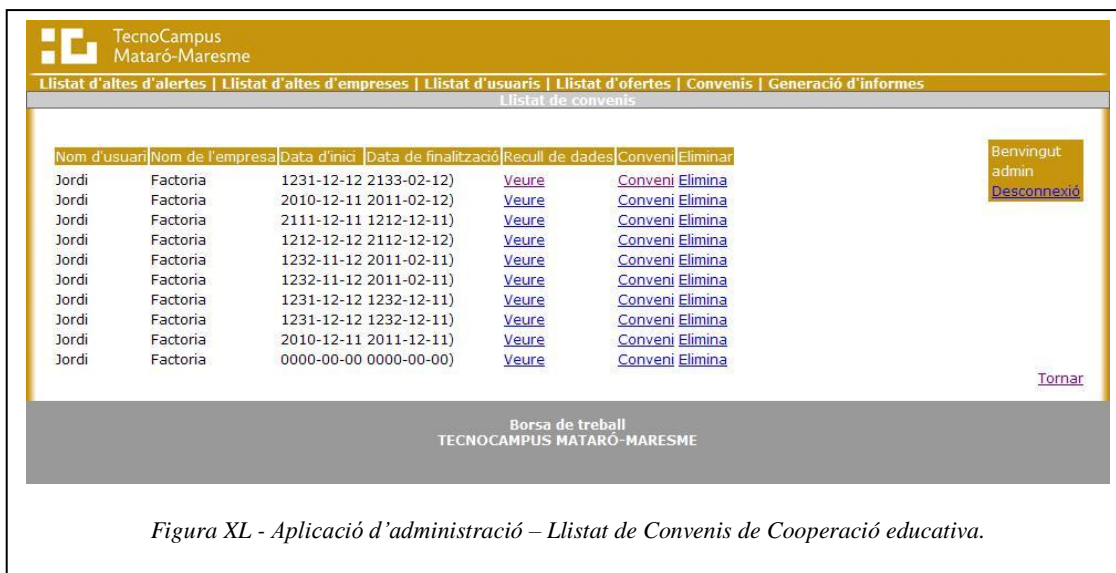 TecnoCampus
Mataró-Maresme
Llistat d'altes d'alertes | Llistat d'altes d'empreses | Llistat d'usuaris | Llistat d'ofertes | Convenis | Generació d'informes
Llistat de convenis
Nom d'usuari Nom de l'empresa Data d'inici Data de finalització Recull de dades Conveni Eliminar
Jordi Factoria 1231-12-12 2133-02-12) Veure Conveni Elimina
Jordi Factoria 2010-12-11 2011-02-12) Veure Conveni Elimina
Jordi Factoria 2111-12-11 1212-12-11) Veure Conveni Elimina
Jordi Factoria 1212-12-12 2112-12-12) Veure Conveni Elimina
Jordi Factoria 1232-11-12 2011-02-11) Veure Conveni Elimina
Jordi Factoria 1232-11-12 2011-02-11) Veure Conveni Elimina
Jordi Factoria 1231-12-12 1232-12-11) Veure Conveni Elimina
Jordi Factoria 1231-12-12 1232-12-11) Veure Conveni Elimina
Jordi Factoria 2010-12-11 2011-12-11) Veure Conveni Elimina
Jordi Factoria 0000-00-00 0000-00-00) Veure Conveni Elimina
Benvingut
admin
Desconnexió
Tornar
Borsa de treball
TECNOCAMPUS MATARÓ-MARESME
Figura XL - Aplicació d’administració – Llistat de Convenis de Cooperació educativa.